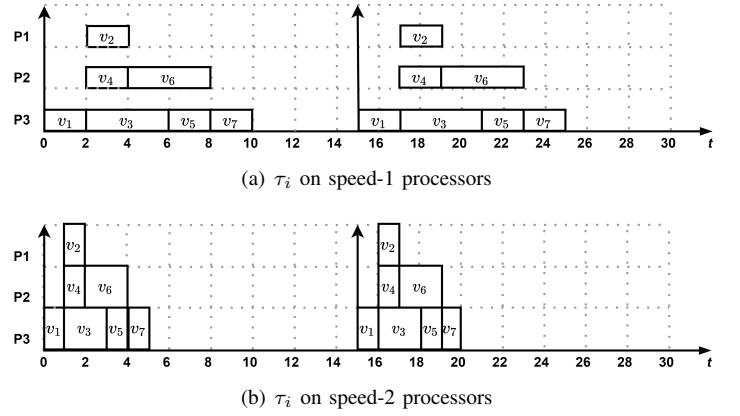 P1 v2 v2
P2 v4 v6 v4 v6
P3 v1 v3 v5 v7 v1 v3 v5 v7
0 2 4 6 8 10 12 14 16 18 20 22 24 26 28 30 t
(a) τi on speed-1 processors
P1 v2 v2
P2 v4 v6 v4 v6
P3 v1 v3 v5 v7 v1 v3 v5 v7
0 2 4 6 8 10 12 14 16 18 20 22 24 26 28 30 t
(b) τi on speed-2 processors